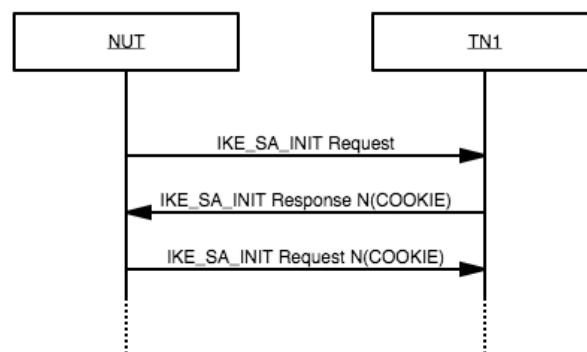 NUT
TN1
IKE_SA_INIT Request
IKE_SA_INIT Response N(COOKIE)
IKE_SA_INIT Request N(COOKIE)